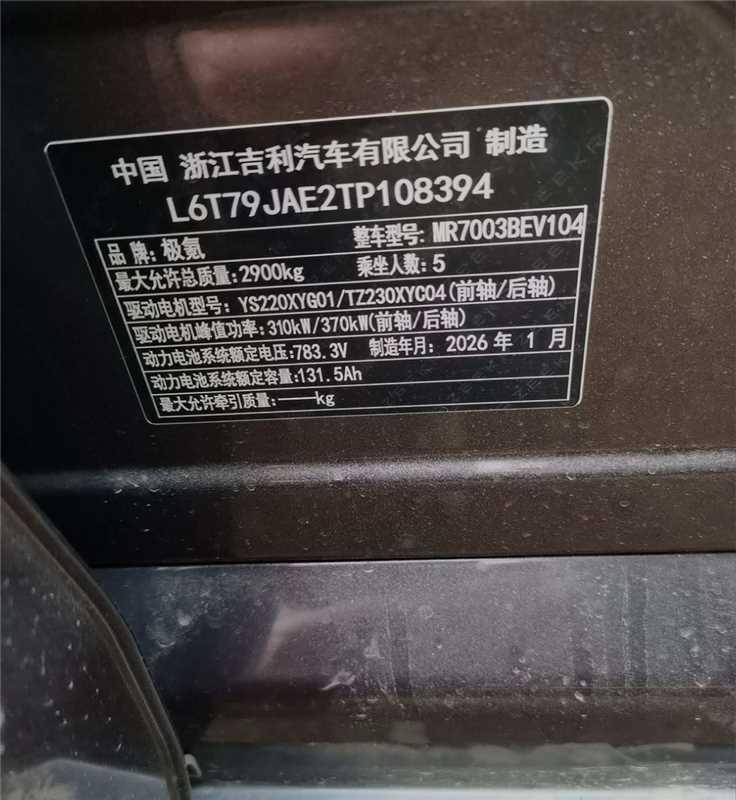 中国 浙江吉利汽车有限公司 制造
L6T79JAE2TP108394
品牌:极氪 整车型号:MR7003BEV104
最大允许总质量:2900kg 乘坐人数:5
驱动电机型号:YS220XYG01/TZ230XYC04(前轴/后轴)
驱动电机峰值功率:310kW/370kW(前轴/后轴)
动力电池系统额定电压:783.3V 制造年月:2026年 1 月
动力电池系统额定容量:131.5Ah
最大允许牵引质量:——kg